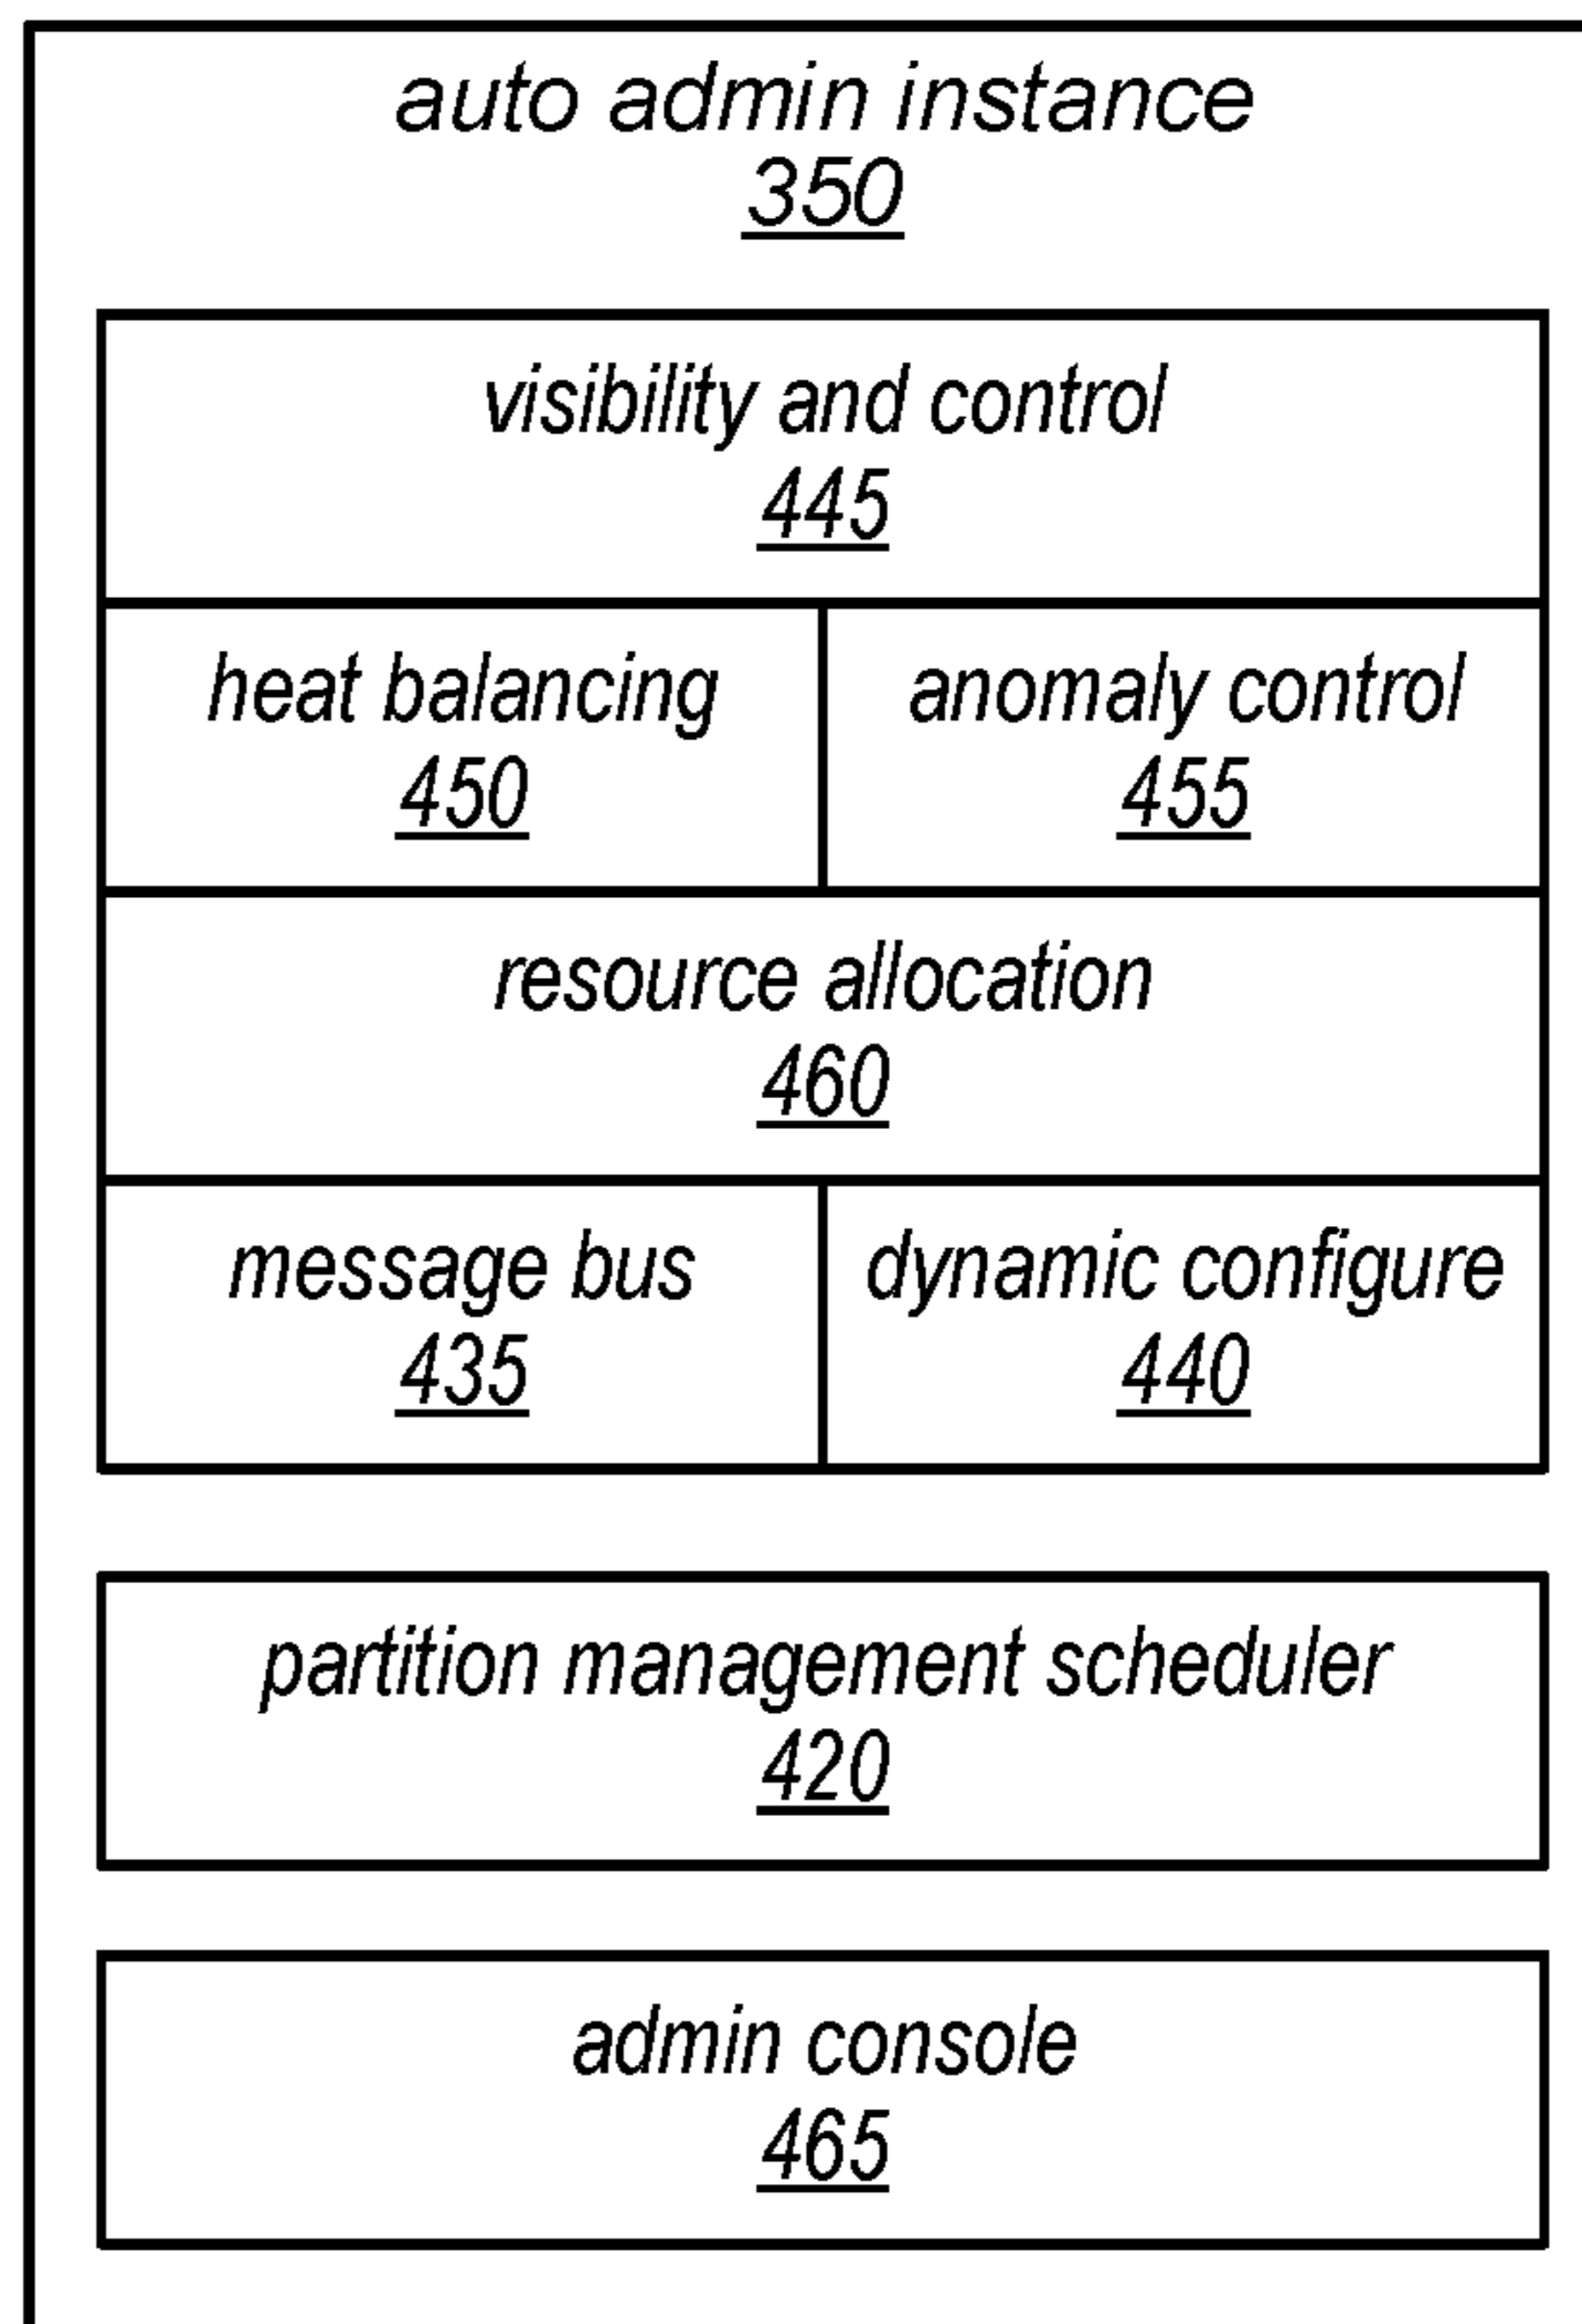 auto admin instance
350
visibility and control
445
heat balancing
450
anomaly control
455
resource allocation
460
message bus
435
dynamic configure
440
partition management scheduler
420
admin console
465